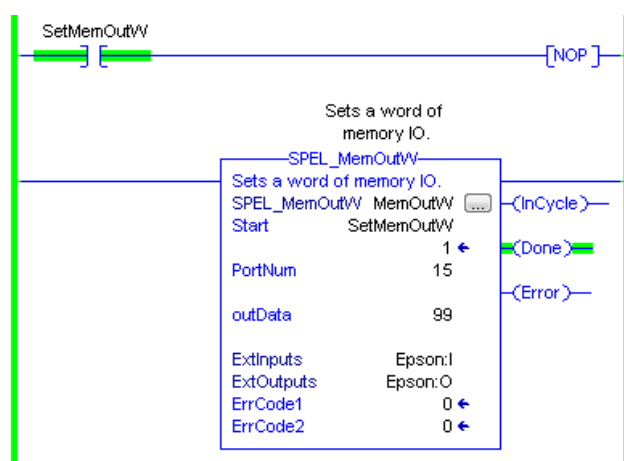 SetMemOutW
NOP
Sets a word of
memory IO.
SPEL_MemOutW
Sets a word of memory IO.
SPEL_MemOutW MemOutW ... (InCycle)
Start SetMemOutW
1 (Done)
PortNum 15
(Error)
outData 99
ExtInputs Epson:I
ExtOutputs Epson:O
ErrCode1 0
ErrCode2 0